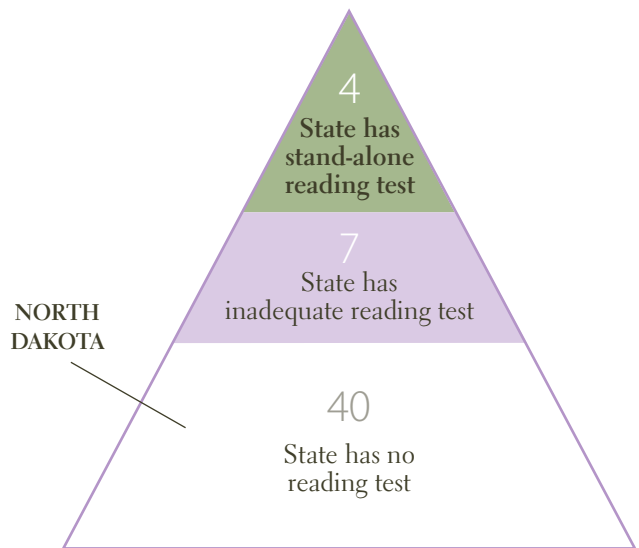 4
State has
stand-alone
reading test
7
State has
inadequate reading test
NORTH
DAKOTA
40
State has no
reading test